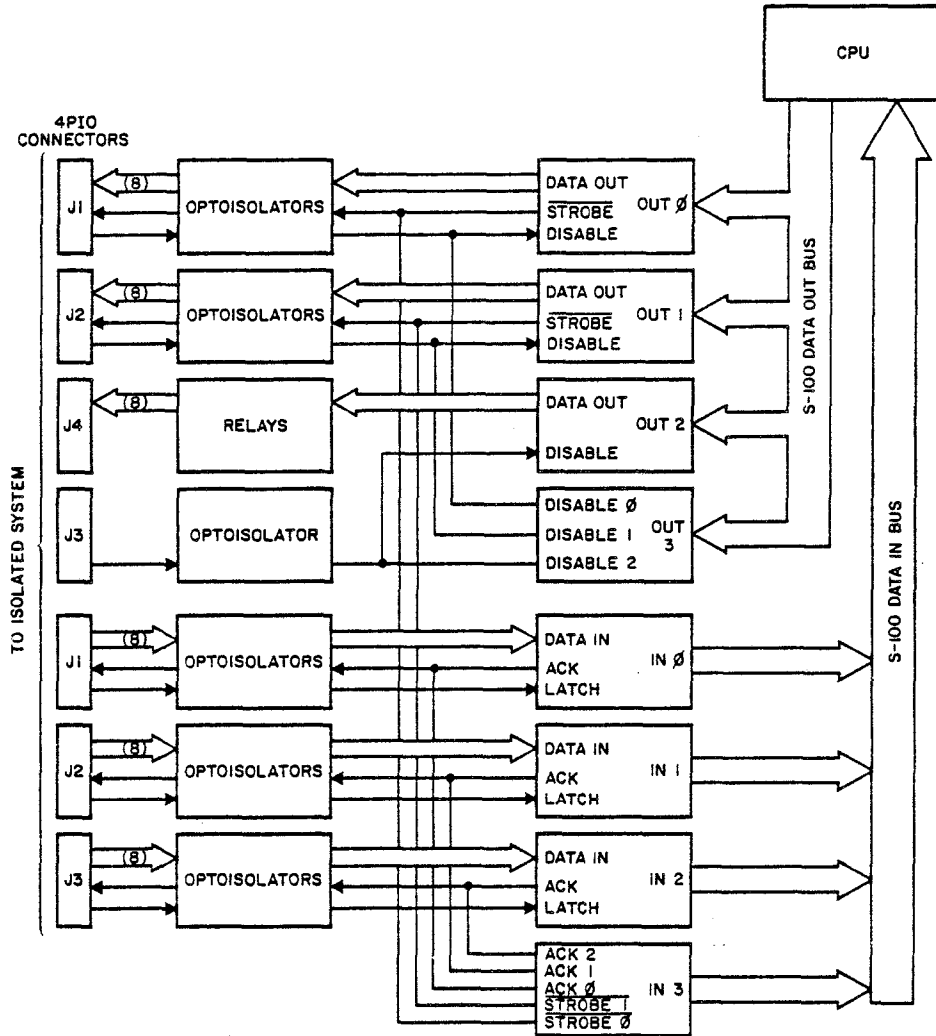 CPU
4PIO
CONNECTORS
TO ISOLATED SYSTEM
S-100 DATA OUT BUS
S-100 DATA IN BUS
J1
(8)
OPTOISOLATORS
DATA OUT
STROBE
DISABLE
OUT Ø
J2
(8)
OPTOISOLATORS
DATA OUT
STROBE
DISABLE
OUT 1
J4
(8)
RELAYS
DATA OUT
DISABLE
OUT 2
J3
OPTOISOLATOR
DISABLE Ø
DISABLE 1
DISABLE 2
OUT
3
J1
(8)
OPTOISOLATORS
DATA IN
ACK
LATCH
IN Ø
J2
(8)
OPTOISOLATORS
DATA IN
ACK
LATCH
IN 1
J3
(8)
OPTOISOLATORS
DATA IN
ACK
LATCH
IN 2
ACK 2
ACK 1
ACK Ø
STROBE 1
STROBE Ø
IN 3